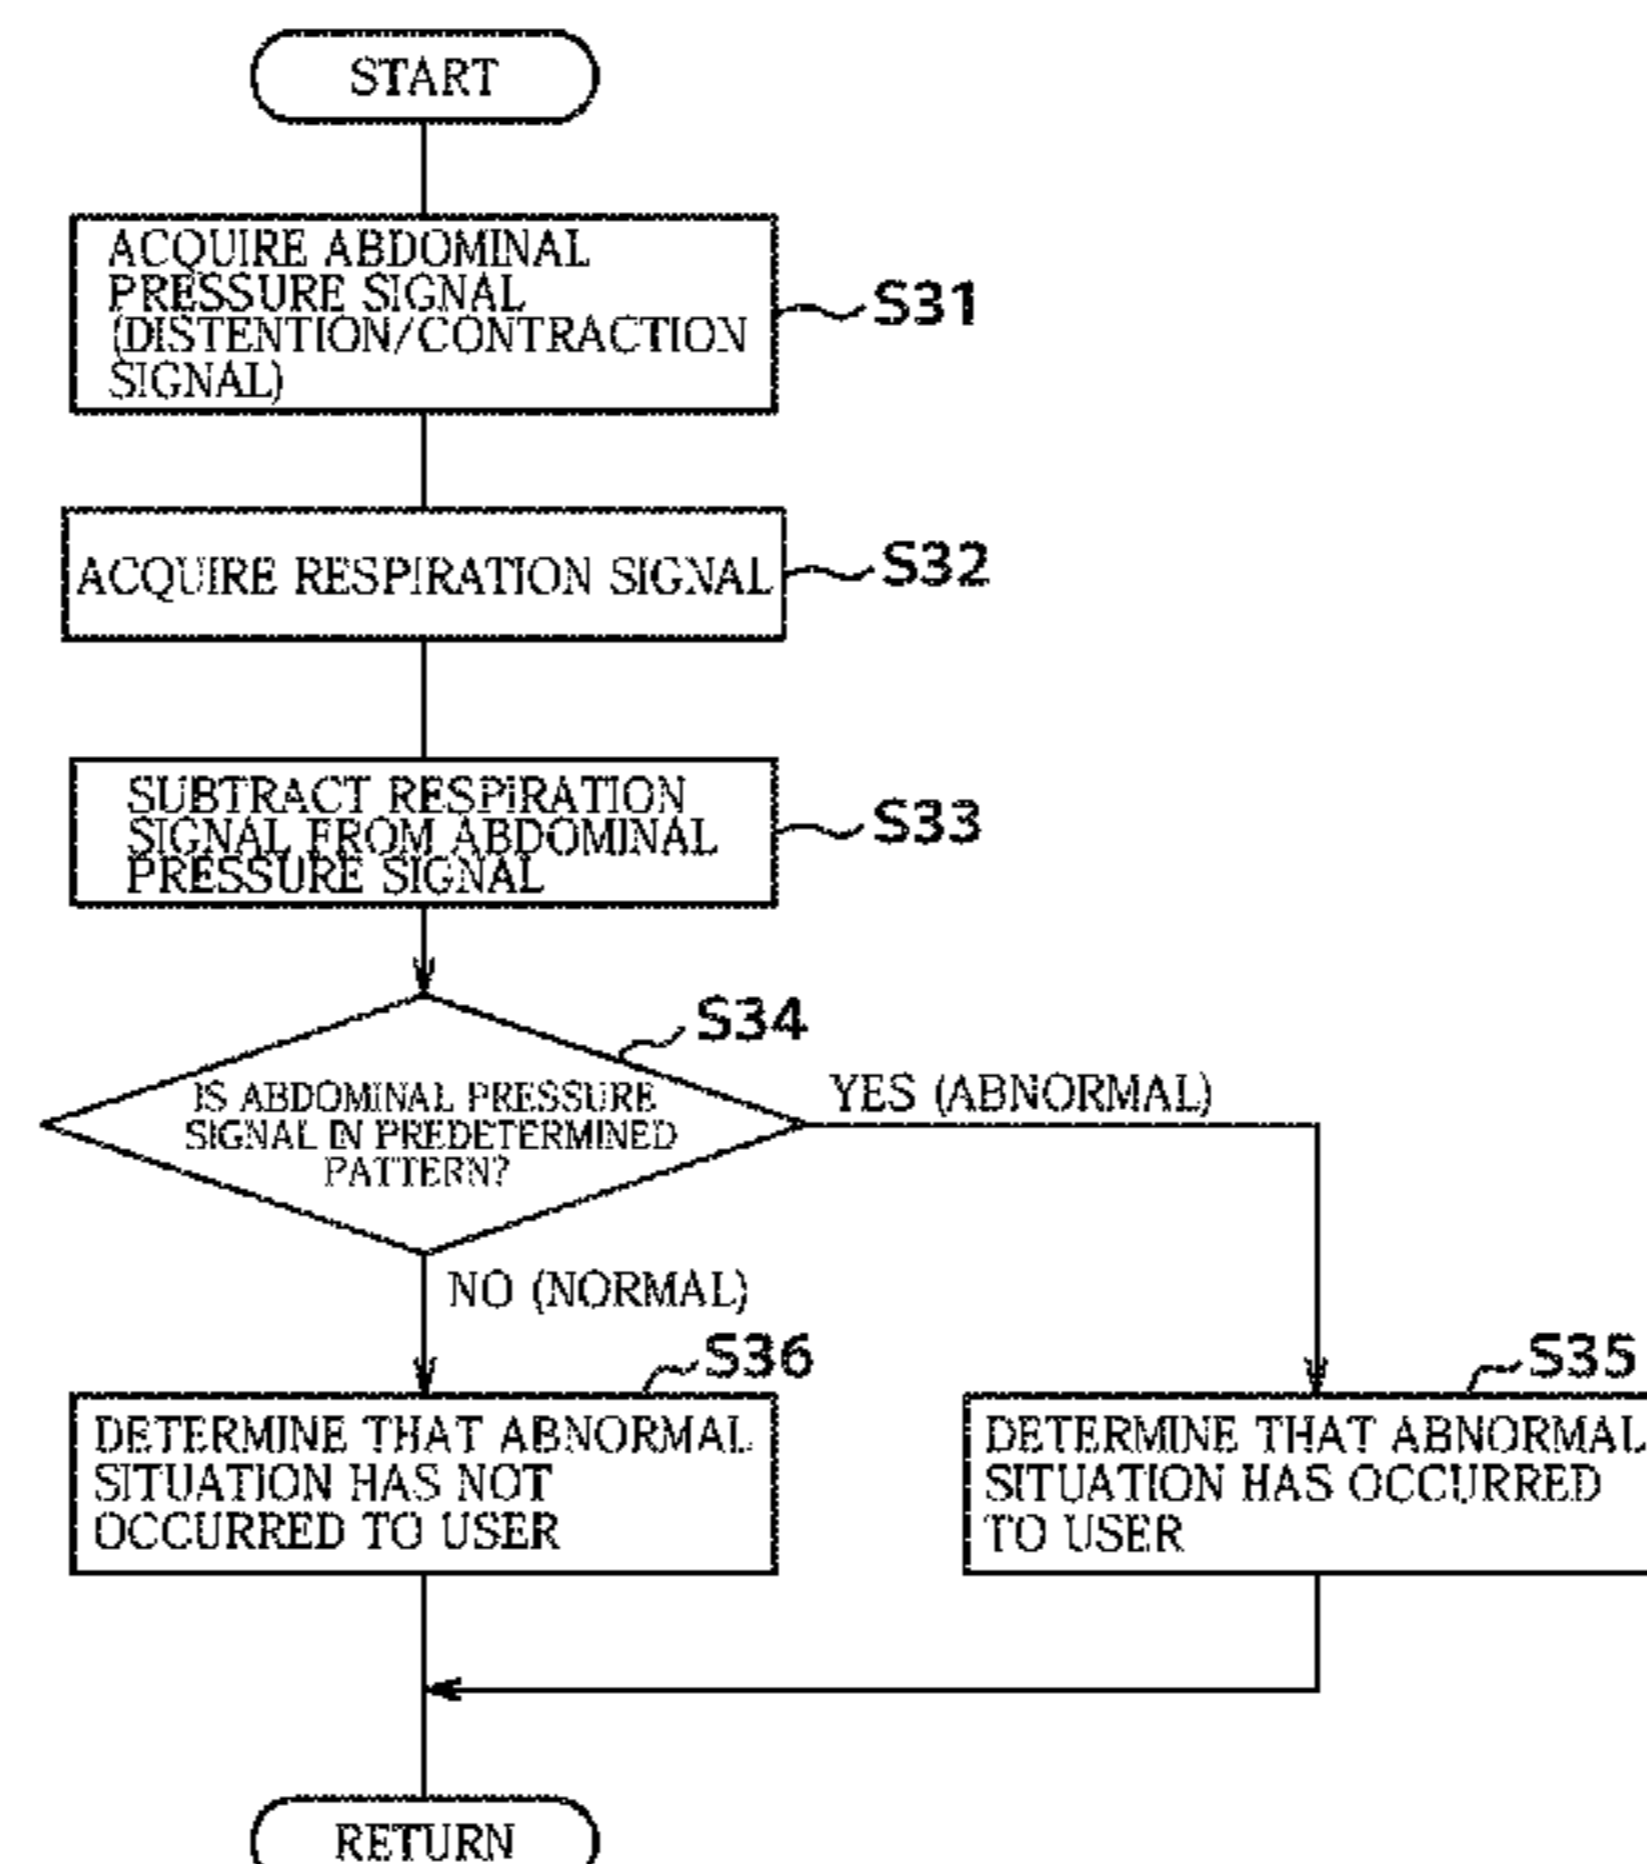 START
ACQUIRE ABDOMINAL
PRESSURE SIGNAL
(DISTENTION/CONTRACTION
SIGNAL)
S31
ACQUIRE RESPIRATION SIGNAL
S32
SUBTRACT RESPIRATION
SIGNAL FROM ABDOMINAL
PRESSURE SIGNAL
S33
S34
IS ABDOMINAL PRESSURE
SIGNAL IN PREDETERMINED
PATTERN?
YES (ABNORMAL)
NO (NORMAL)
S36
DETERMINE THAT ABNORMAL
SITUATION HAS NOT
OCCURRED TO USER
S35
DETERMINE THAT ABNORMAL
SITUATION HAS OCCURRED
TO USER
RETURN